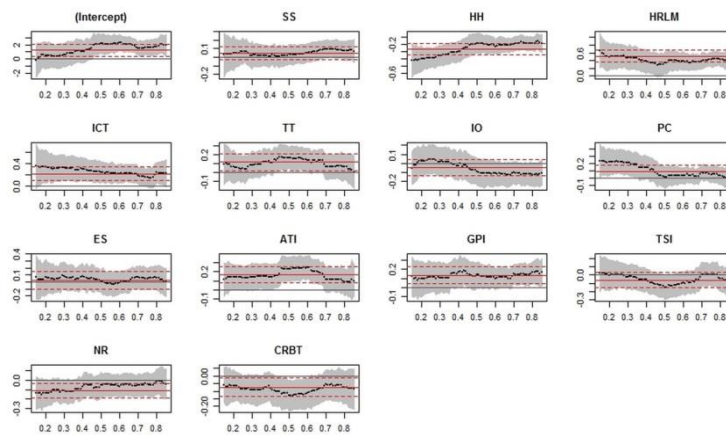 (Intercept) SS HH HRLM
-2 0 2 -0.2 0.1 -0.6 -0.2 0.0 0.6
0.2 0.3 0.4 0.5 0.6 0.7 0.8 0.2 0.3 0.4 0.5 0.6 0.7 0.8 0.2 0.3 0.4 0.5 0.6 0.7 0.8 0.2 0.3 0.4 0.5 0.6 0.7 0.8
ICT TT IO PC
0.0 0.4 -0.1 0.2 -0.2 0.1 -0.1 0.2
0.2 0.3 0.4 0.5 0.6 0.7 0.8 0.2 0.3 0.4 0.5 0.6 0.7 0.8 0.2 0.3 0.4 0.5 0.6 0.7 0.8 0.2 0.3 0.4 0.5 0.6 0.7 0.8
ES ATI GPI TSI
-0.2 0.1 0.4 -0.1 0.2 -0.1 0.2 -0.3 0.0
0.2 0.3 0.4 0.5 0.6 0.7 0.8 0.2 0.3 0.4 0.5 0.6 0.7 0.8 0.2 0.3 0.4 0.5 0.6 0.7 0.8 0.2 0.3 0.4 0.5 0.6 0.7 0.8
NR CRBT
-0.3 0.0 -0.20 0.00
0.2 0.3 0.4 0.5 0.6 0.7 0.8 0.2 0.3 0.4 0.5 0.6 0.7 0.8